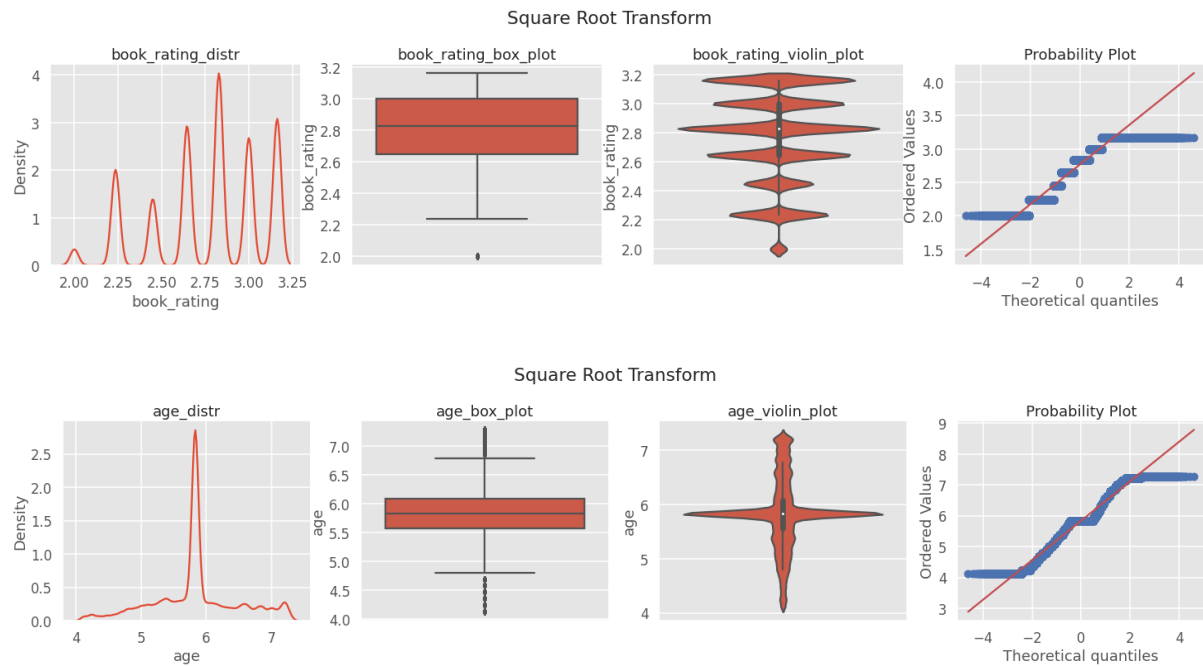 Square Root Transform
book_rating_distr
4
3
2
1
0
Density
2.00 2.25 2.50 2.75 3.00 3.25
book_rating
book_rating_box_plot
3.2
3.0
2.8
2.6
2.4
2.2
2.0
book_rating
book_rating_violin_plot
3.2
3.0
2.8
2.6
2.4
2.2
2.0
book_rating
Probability Plot
4.0
3.5
3.0
2.5
2.0
1.5
Ordered Values
−4 −2 0 2 4
Theoretical quantiles
Square Root Transform
age_distr
2.5
2.0
1.5
1.0
0.5
0.0
Density
4 5 6 7
age
age_box_plot
7.0
6.5
6.0
5.5
5.0
4.5
4.0
age
age_violin_plot
7
6
5
4
age
Probability Plot
9
8
7
6
5
4
3
Ordered Values
−4 −2 0 2 4
Theoretical quantiles